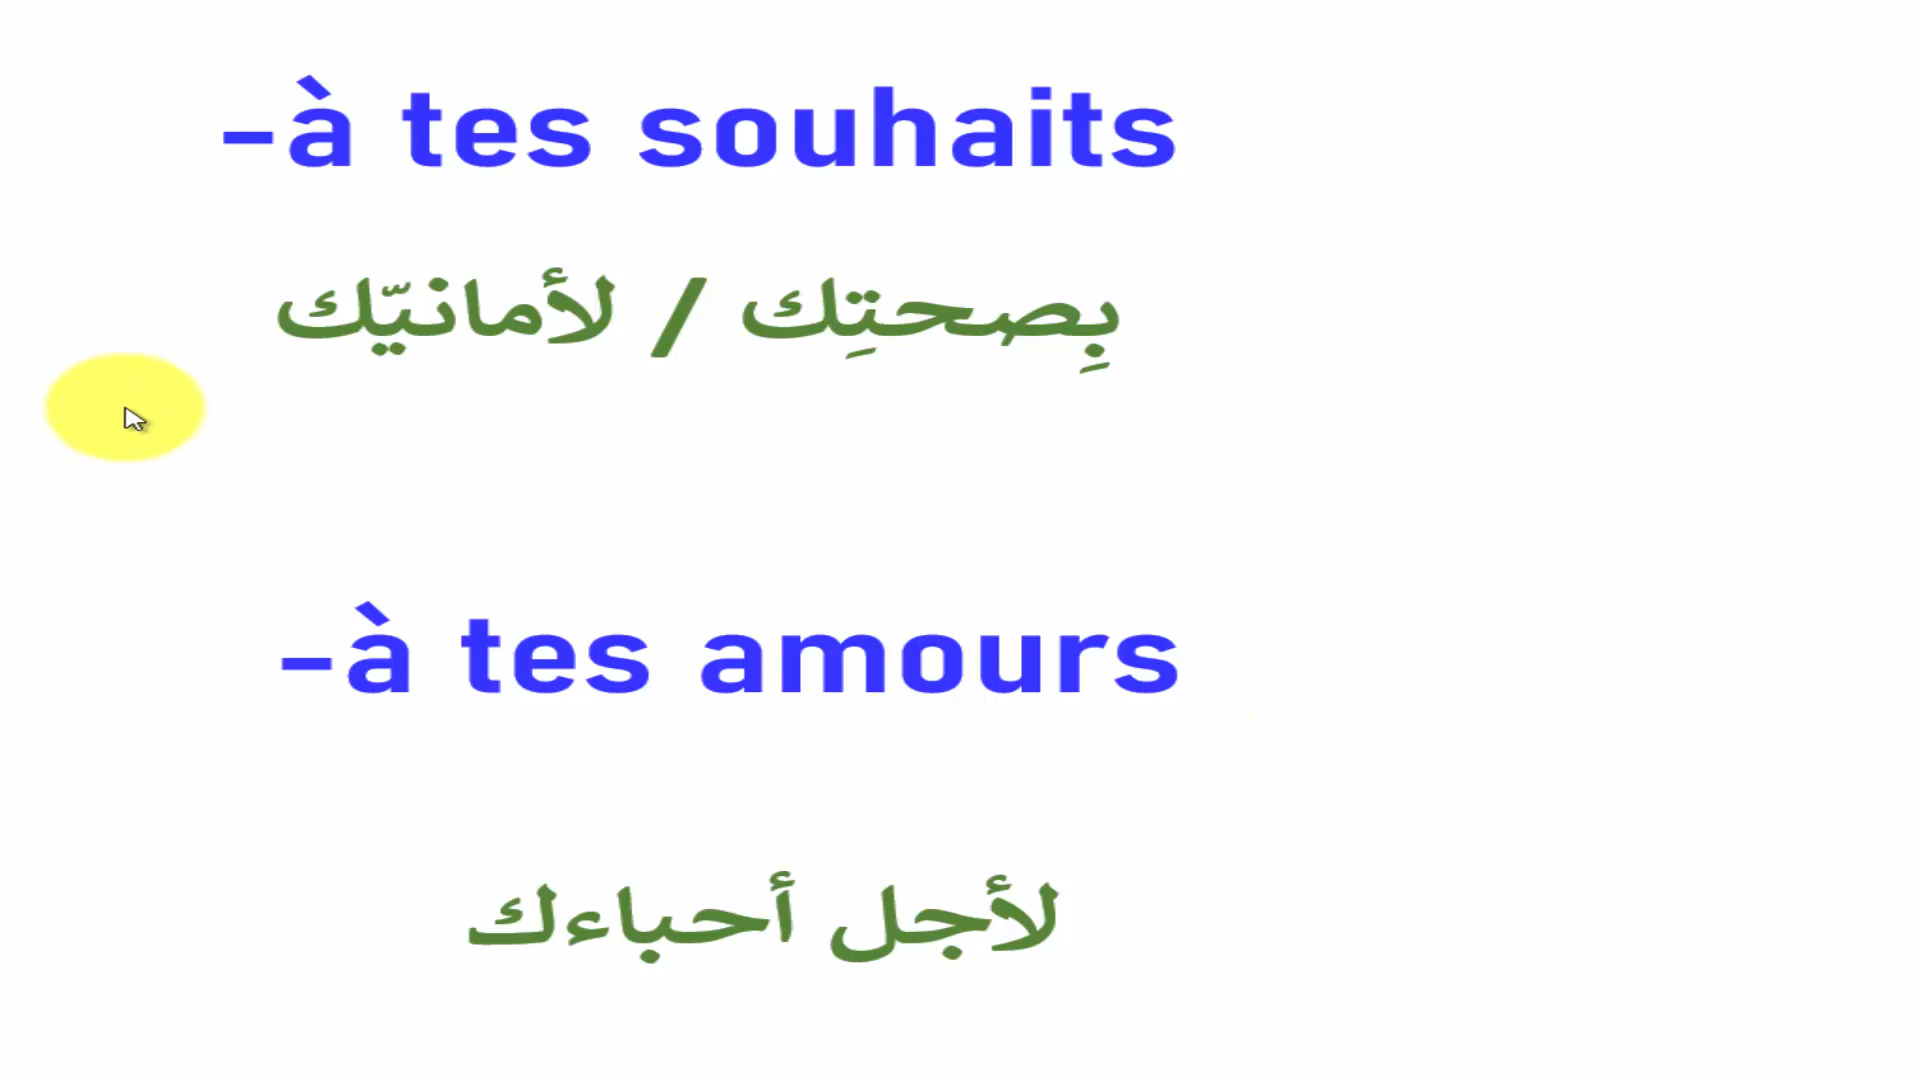 -à tes souhaits
بِصحتِك / لأمانيّك
-à tes amours
لأجل أحباءك